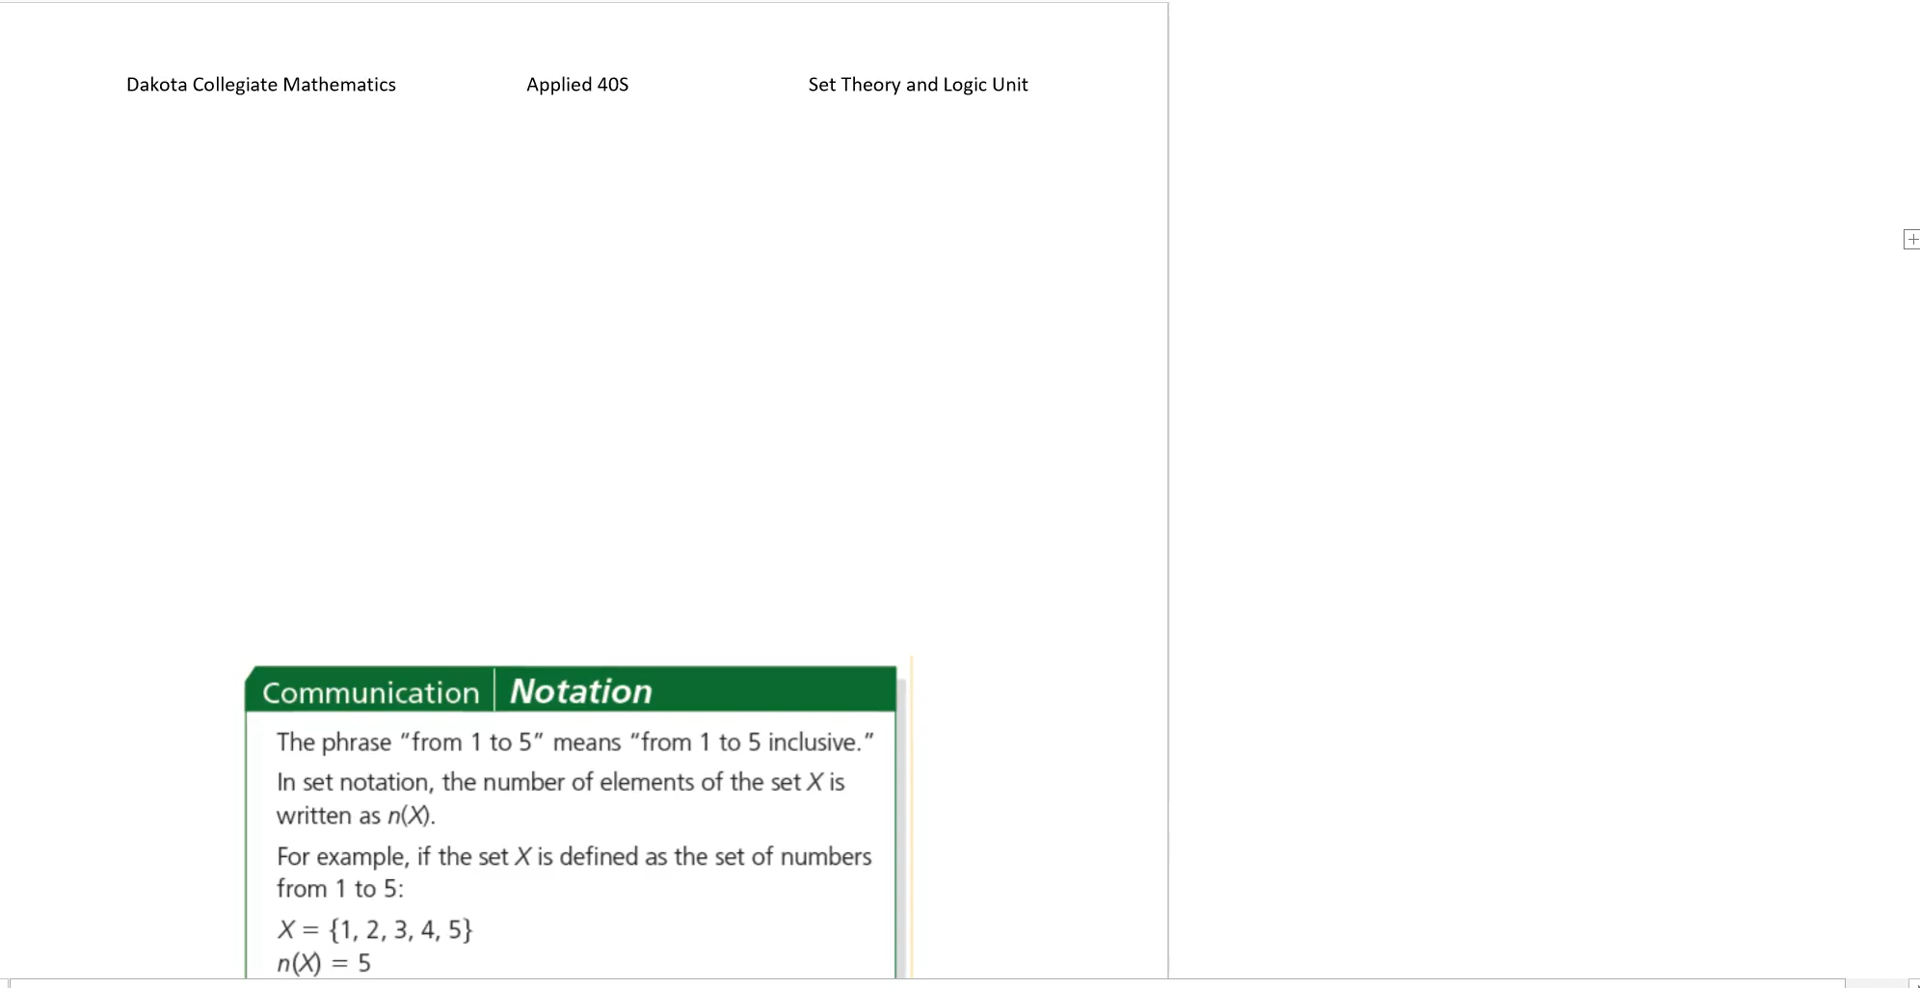 Dakota Collegiate Mathematics Applied 40S Set Theory and Logic Unit
Communication Notation
The phrase “from 1 to 5” means “from 1 to 5 inclusive.”
In set notation, the number of elements of the set X is
written as n(X).
For example, if the set X is defined as the set of numbers
from 1 to 5:
X = {1, 2, 3, 4, 5}
n(X) = 5